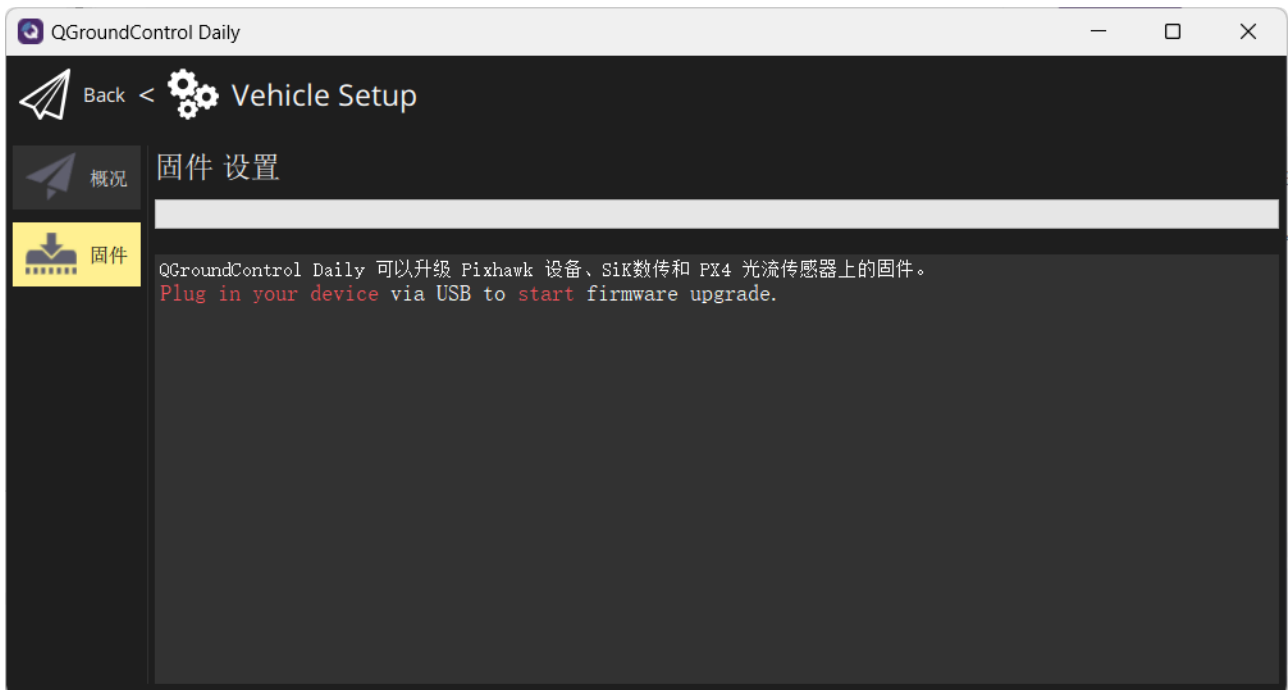 QGroundControl Daily
Back < Vehicle Setup
概况
固件 设置
固件
QGroundControl Daily 可以升级 Pixhawk 设备、SiK数传和 PX4 光流传感器上的固件。
Plug in your device via USB to start firmware upgrade.